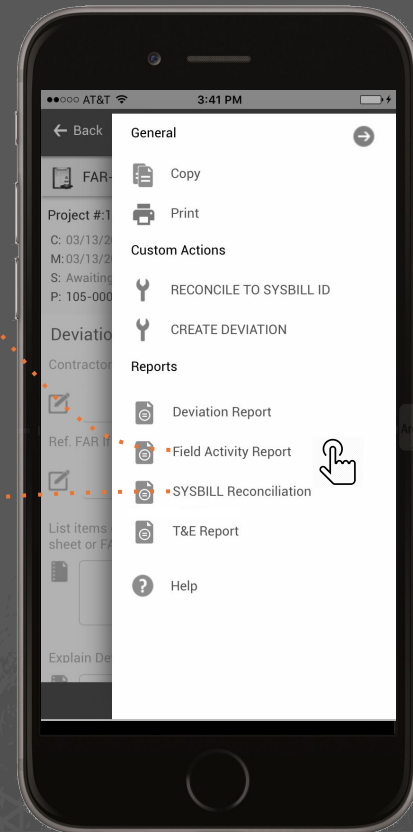 AT&T 3:41 PM
Back
General
FAR-
Copy
Project #:1
Print
C: 03/13/2
M: 03/13/2
Custom Actions
S: Awaiting
P: 105-000
RECONCILE TO SYSBILL ID
CREATE DEVIATION
Deviatio
Reports
Contractor
Deviation Report
Ref. FAR If
Field Activity Report
SYSBILL Reconciliation
List items
sheet or FA
T&E Report
Help
Explain De